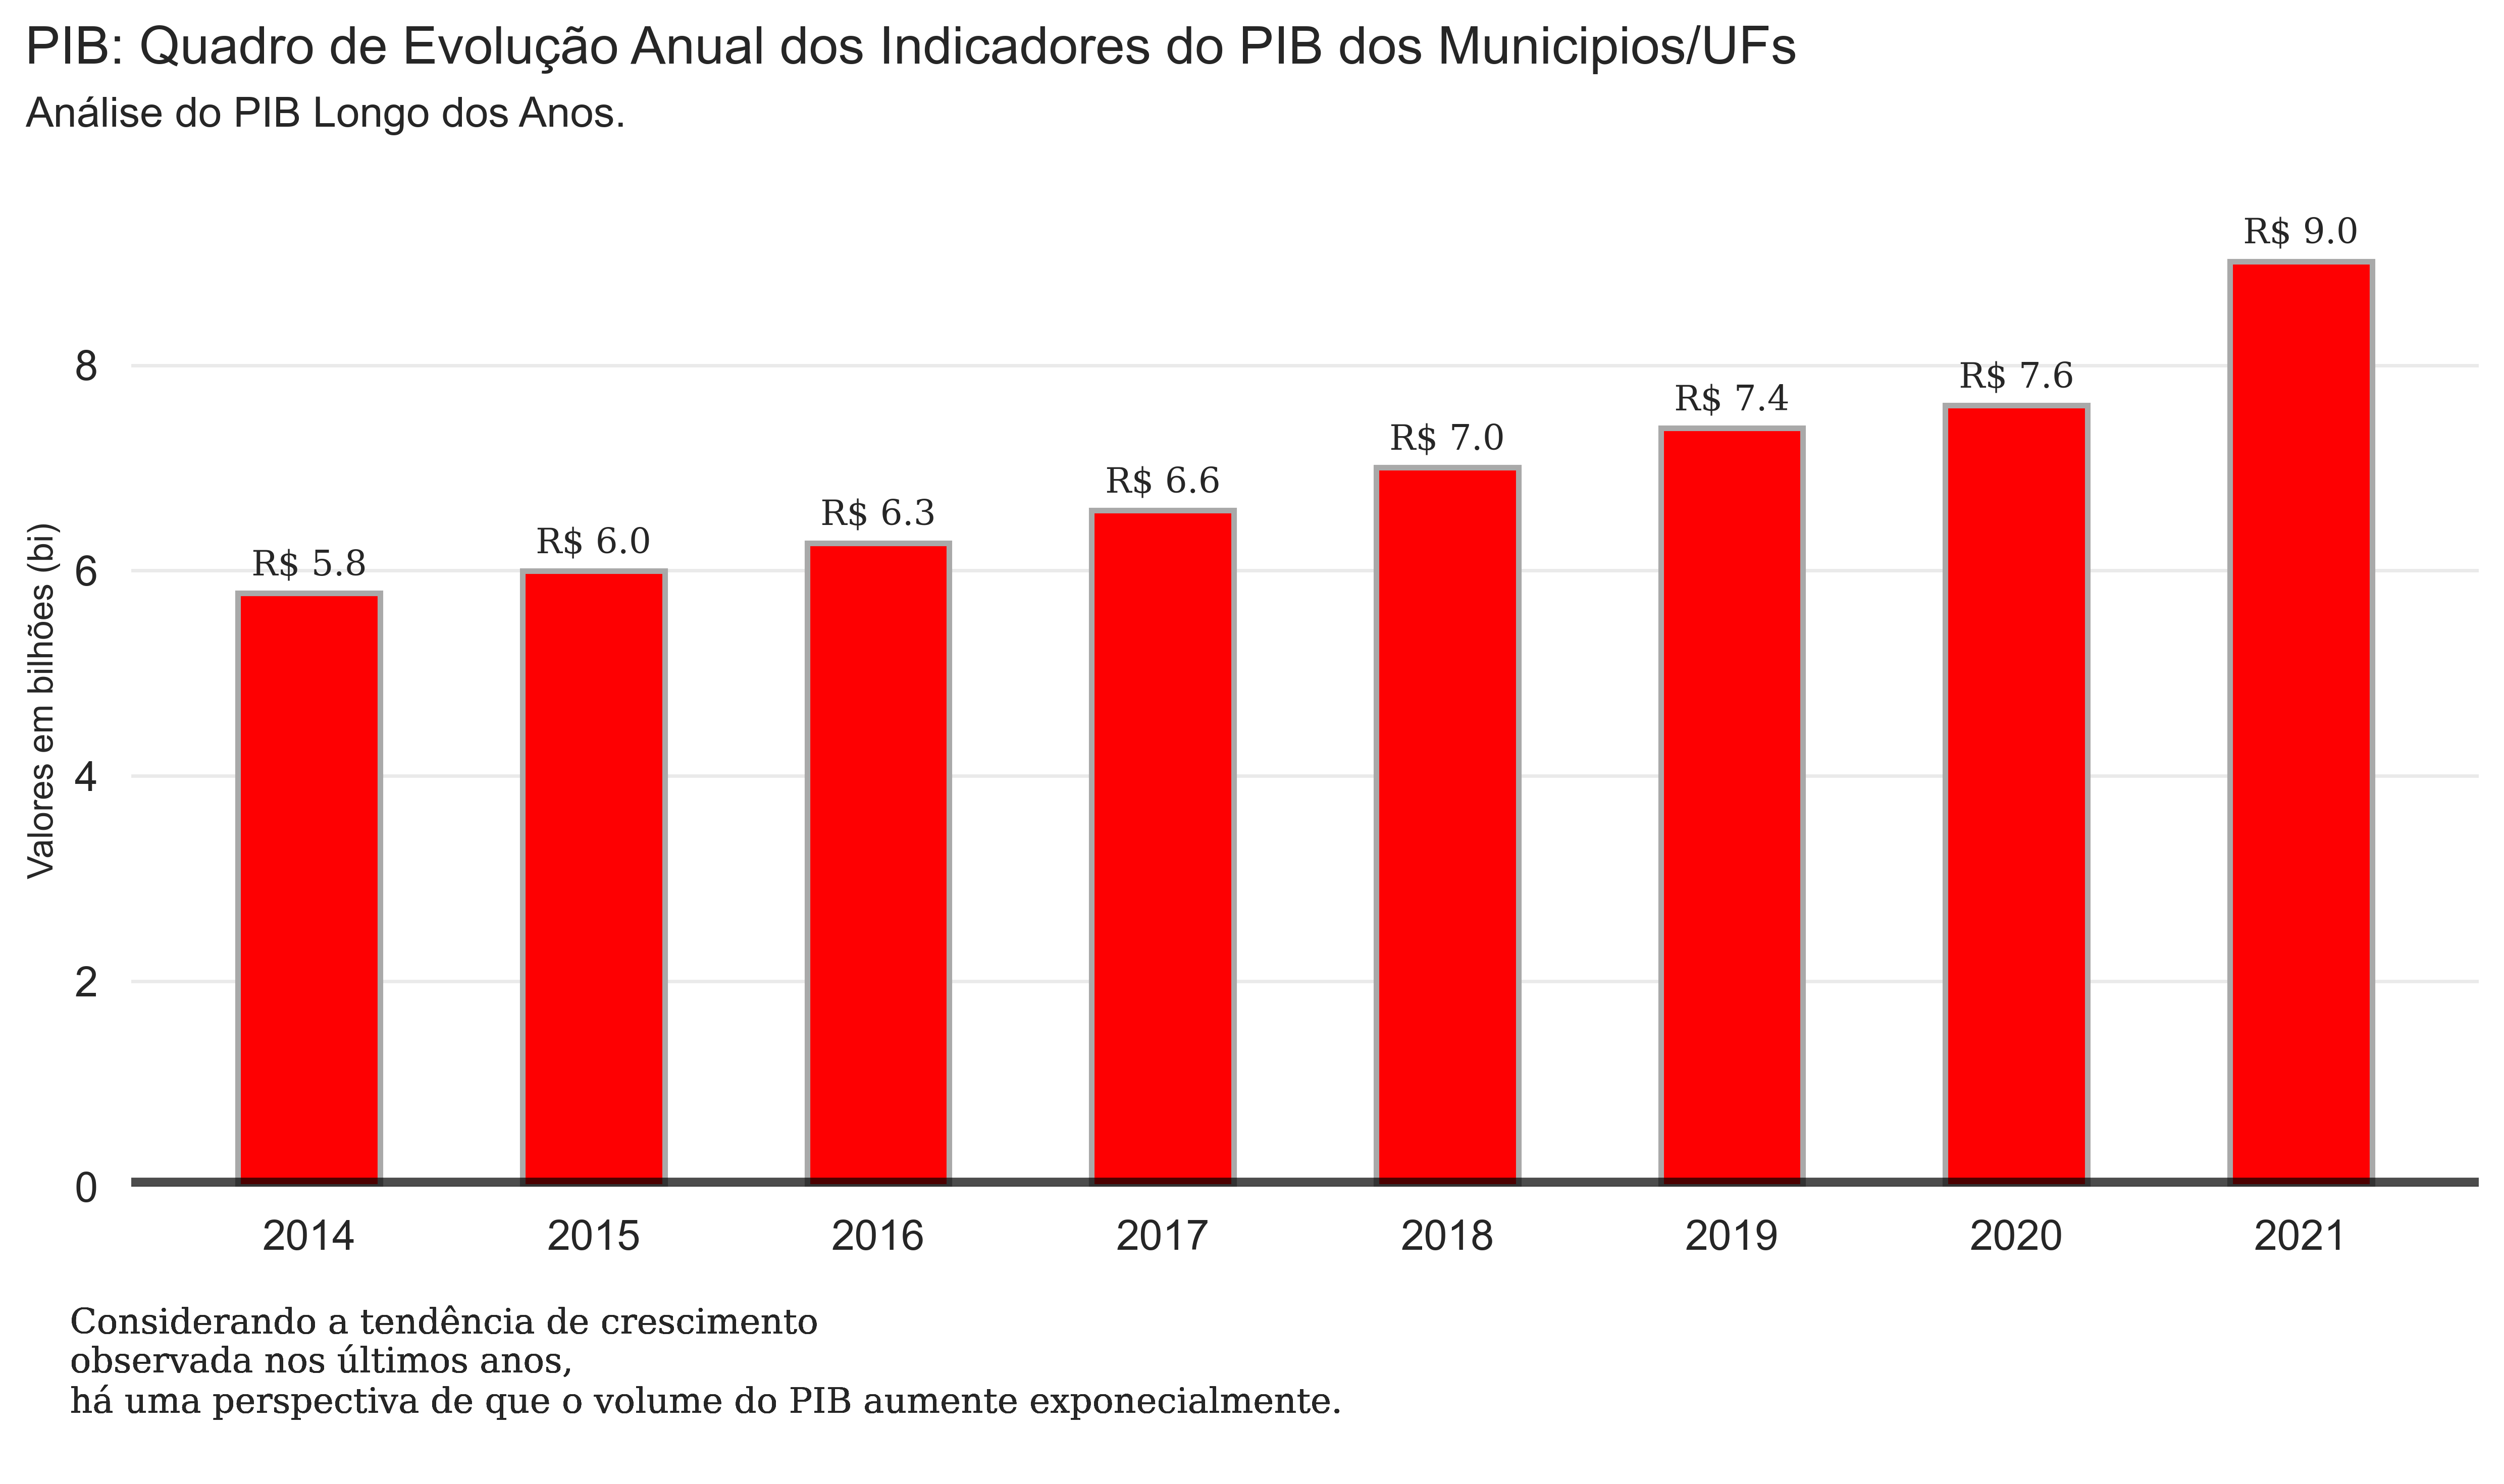 PIB: Quadro de Evolução Anual dos Indicadores do PIB dos Municipios/UFs
Análise do PIB Longo dos Anos.
Valores em bilhões (bi)
8
6
4
2
0
R$ 5.8
R$ 6.0
R$ 6.3
R$ 6.6
R$ 7.0
R$ 7.4
R$ 7.6
R$ 9.0
2014
2015
2016
2017
2018
2019
2020
2021
Considerando a tendência de crescimento
observada nos últimos anos,
há uma perspectiva de que o volume do PIB aumente exponecialmente.